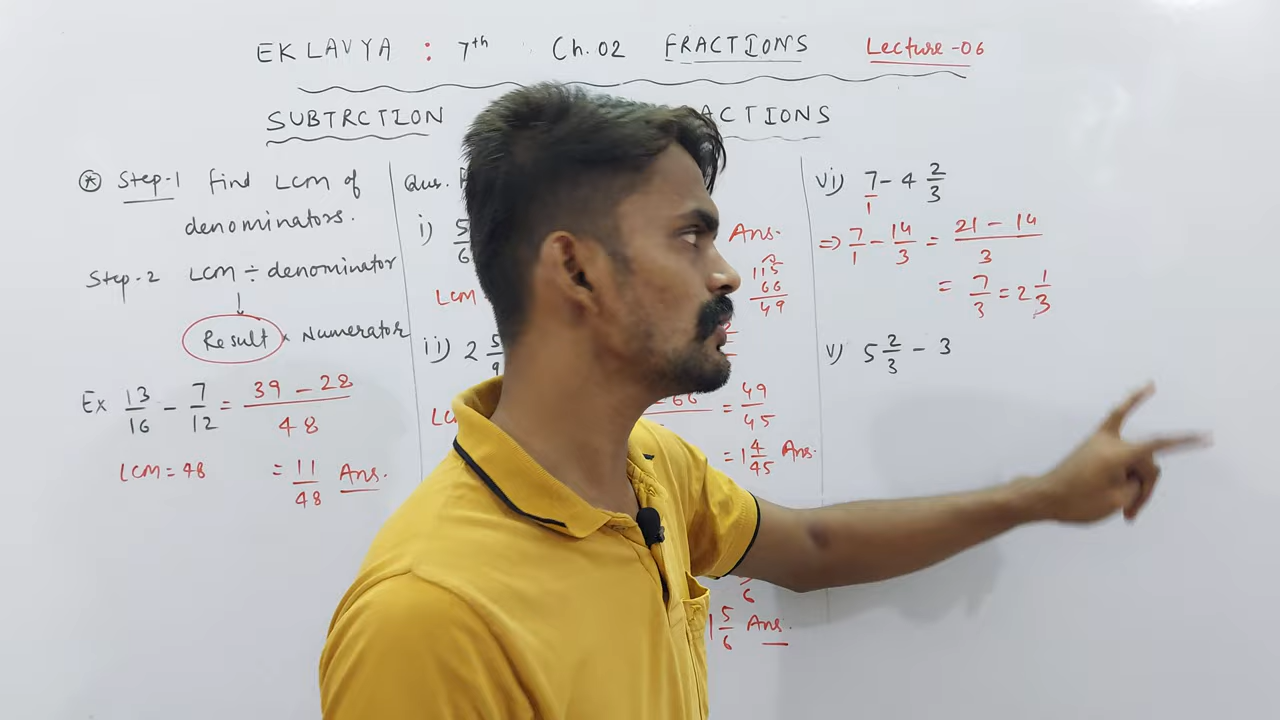 EKLAVYA : 7th Ch. 02 FRACTIONS Lecture-06
SUBTRCTION ACTIONS
* Step-1 find LCM of
denominators.
Step-2 LCM ÷ denominator
↓
Result × Numerator
Ex 13/16 - 7/12 = 39 - 28/48
LCM = 48
= 11/48 Ans.
Ques.
i) 5/6
Ans.
LCM
115
66
49
ii) 2 5/9
LC
= 49/45
= 1 4/45 Ans.
6
1 5/6 Ans.
vi) 7/1 - 4 2/3
⇒ 7/1 - 14/3 = 21 - 14/3
= 7/3 = 2 1/3
v) 5 2/3 - 3